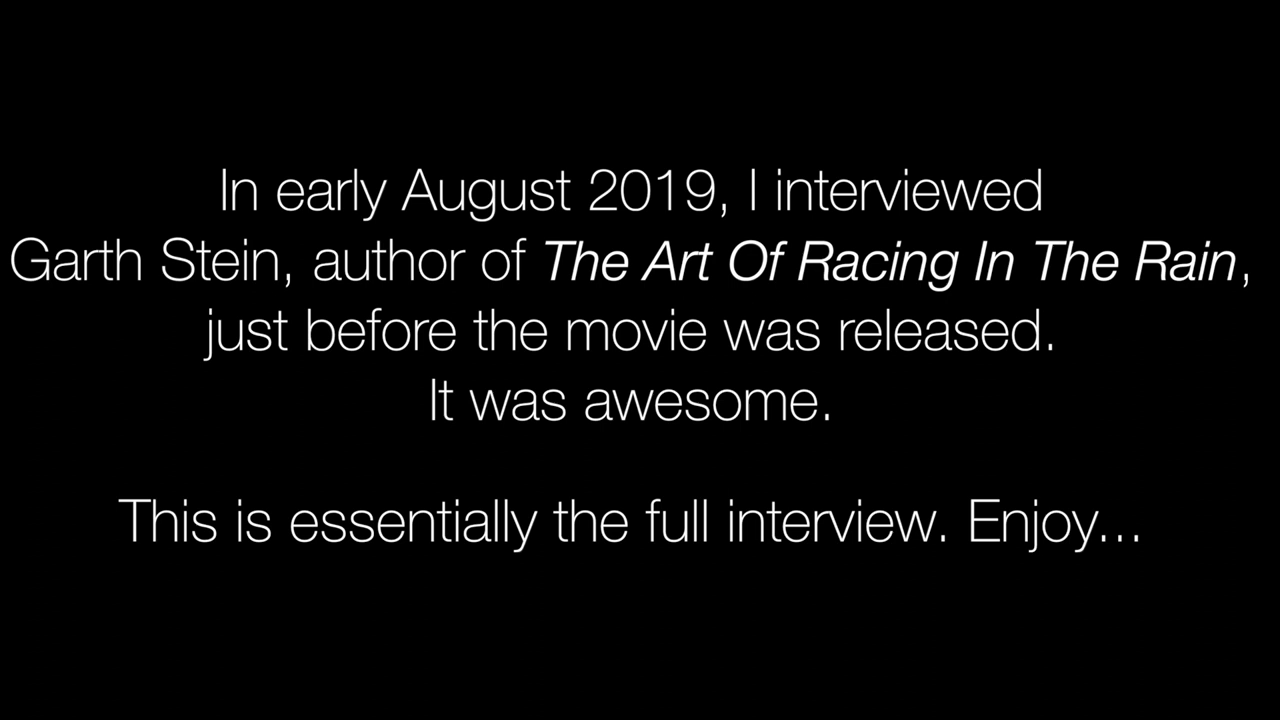 In early August 2019, I interviewed
Garth Stein, author of The Art Of Racing In The Rain,
just before the movie was released.
It was awesome.
This is essentially the full interview. Enjoy...